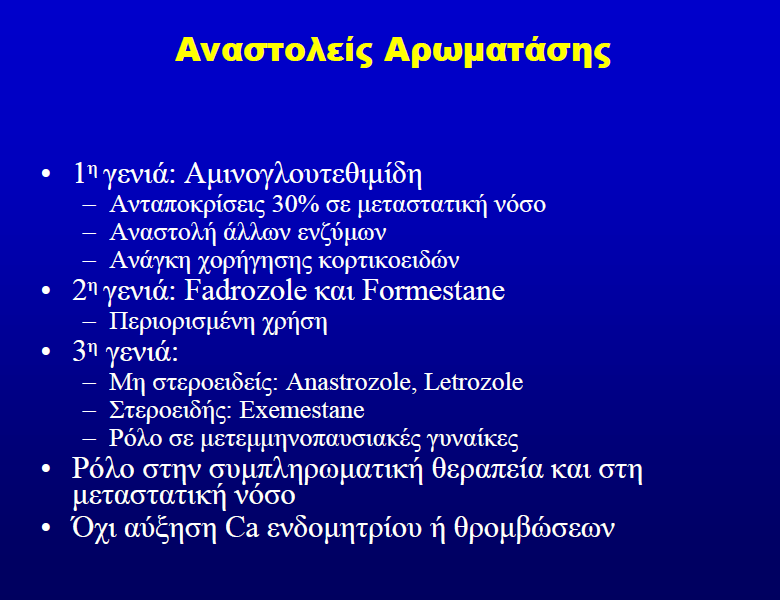 Αναστολείς Αρωματάσης
• 1η γενιά: Αμινογλουτεθιμίδη
– Ανταποκρίσεις 30% σε μεταστατική νόσο
– Αναστολή άλλων ενζύμων
– Ανάγκη χορήγησης κορτικοειδών
• 2η γενιά: Fadrozole και Formestane
– Περιορισμένη χρήση
• 3η γενιά:
– Μη στεροειδείς: Anastrozole, Letrozole
– Στεροειδής: Exemestane
– Ρόλο σε μετεμμηνοπαυσιακές γυναίκες
• Ρόλο στην συμπληρωματική θεραπεία και στη
μεταστατική νόσο
• Όχι αύξηση Ca ενδομητρίου ή θρομβώσεων